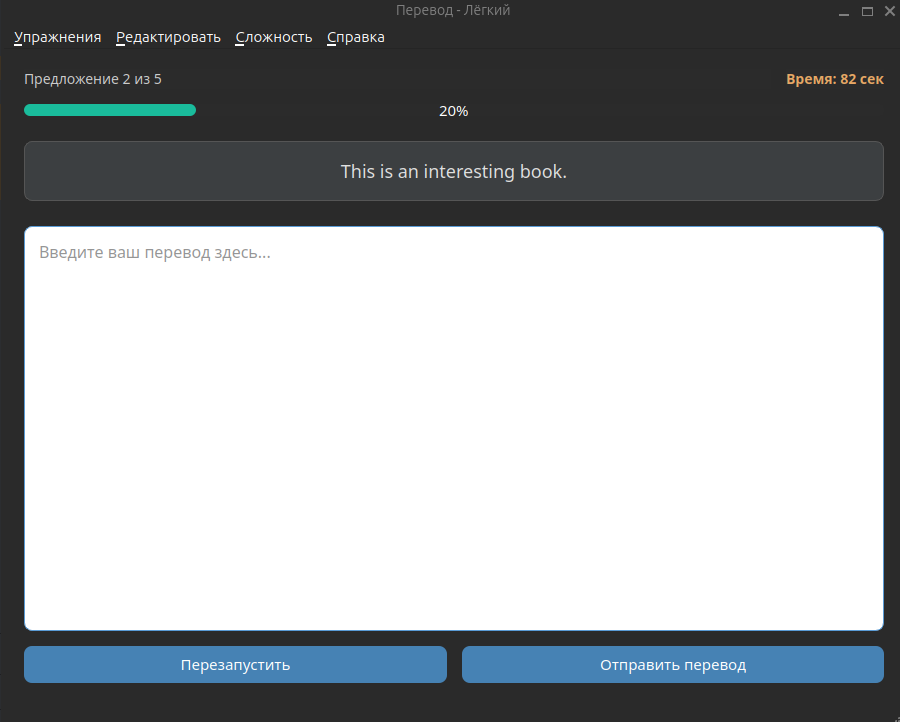 Перевод - Лёгкий
Упражнения Редактировать Сложность Справка
Предложение 2 из 5 Время: 82 сек
20%
This is an interesting book.
Введите ваш перевод здесь...
Перезапустить Отправить перевод